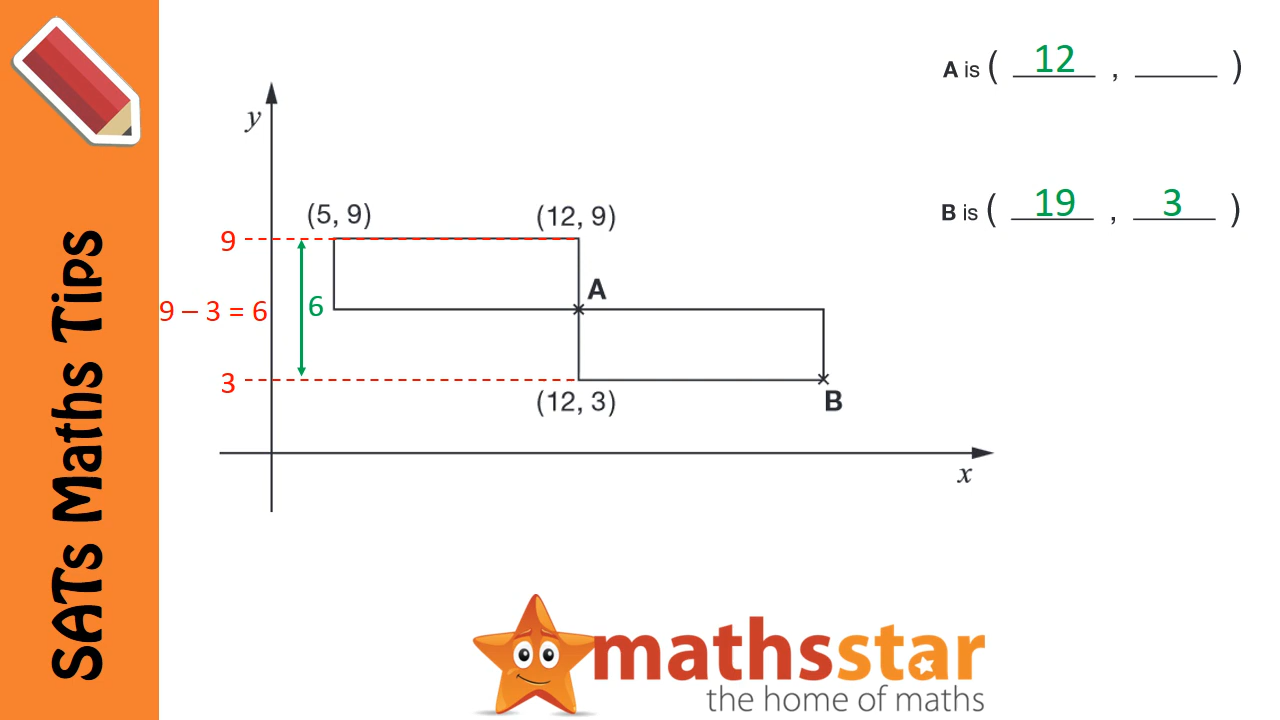 SATs Maths Tips
A is ( 12 , ____ )
B is ( 19 , 3 )
y
(5, 9) (12, 9)
9
A
9 – 3 = 6 6
3
(12, 3) B
x
mathsstar
the home of maths